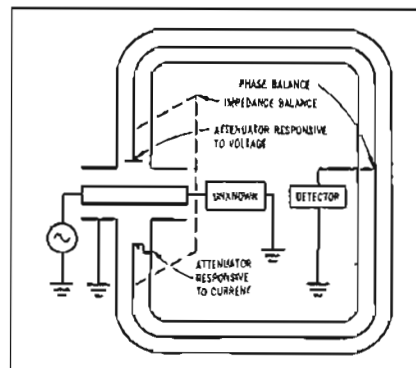 PHASE BALANCE
IMPEDANCE BALANCE
ATTENUATOR RESPONSIVE
TO VOLTAGE
UNKNOWN
DETECTOR
ATTENUATOR
RESPONSIVE
TO CURRENT